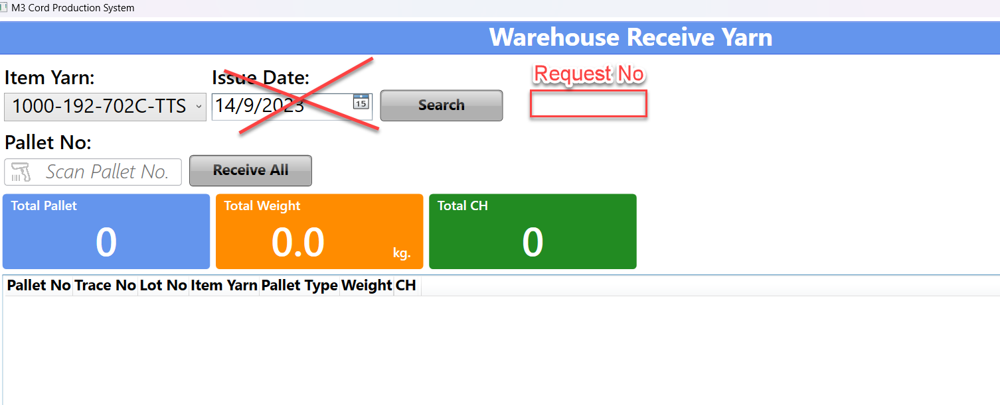 M3 Cord Production System
Warehouse Receive Yarn
Item Yarn:
Issue Date:
Request No
1000-192-702C-TTS
14/9/2023
15
Search
Pallet No:
Scan Pallet No.
Receive All
Total Pallet
0
Total Weight
0.0
kg.
Total CH
0
Pallet No Trace No Lot No Item Yarn Pallet Type Weight CH